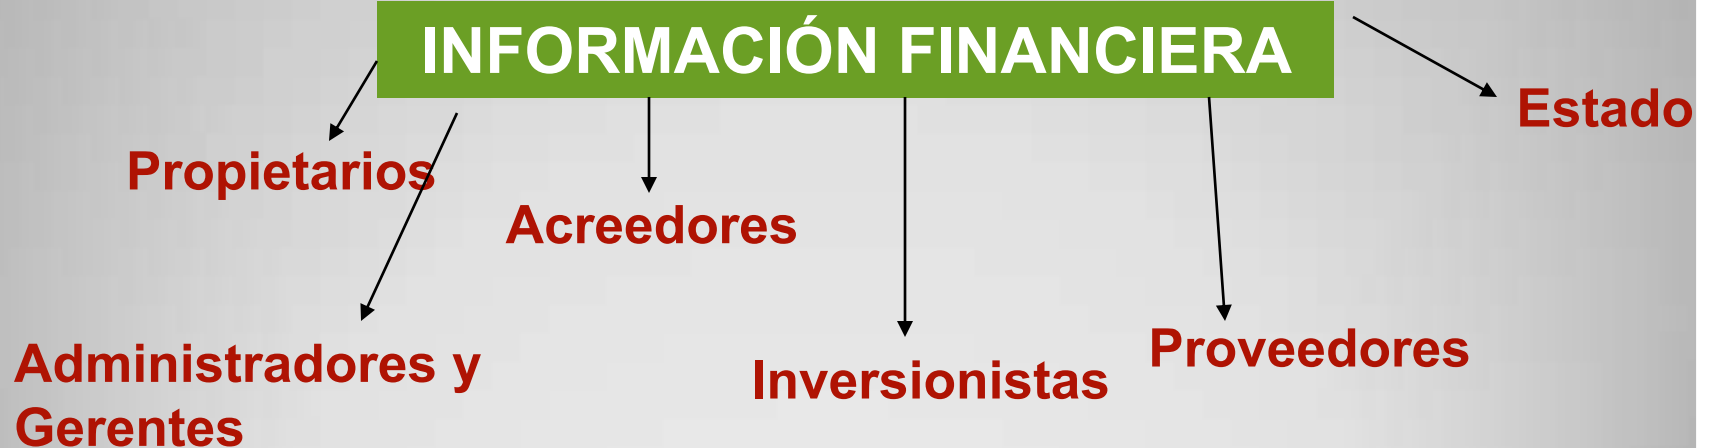 INFORMACIÓN FINANCIERA
Estado
Propietarios
Acreedores
Proveedores
Administradores y
Gerentes
Inversionistas